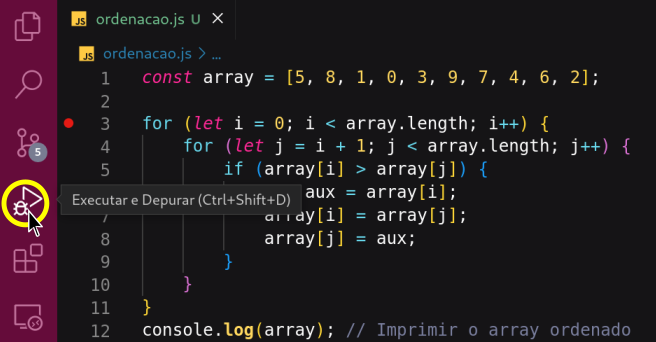 JS ordenacao.js U ×
JS ordenacao.js > ...
1 const array = [5, 8, 1, 0, 3, 9, 7, 4, 6, 2];
2
3 for (let i = 0; i < array.length; i++) {
4 for (let j = i + 1; j < array.length; j++) {
5 if (array[i] > array[j]) {
aux = array[i];
Executar e Depurar (Ctrl+Shift+D)
7 array[i] = array[j];
8 array[j] = aux;
9 }
10 }
11 }
12 console.log(array); // Imprimir o array ordenado
5